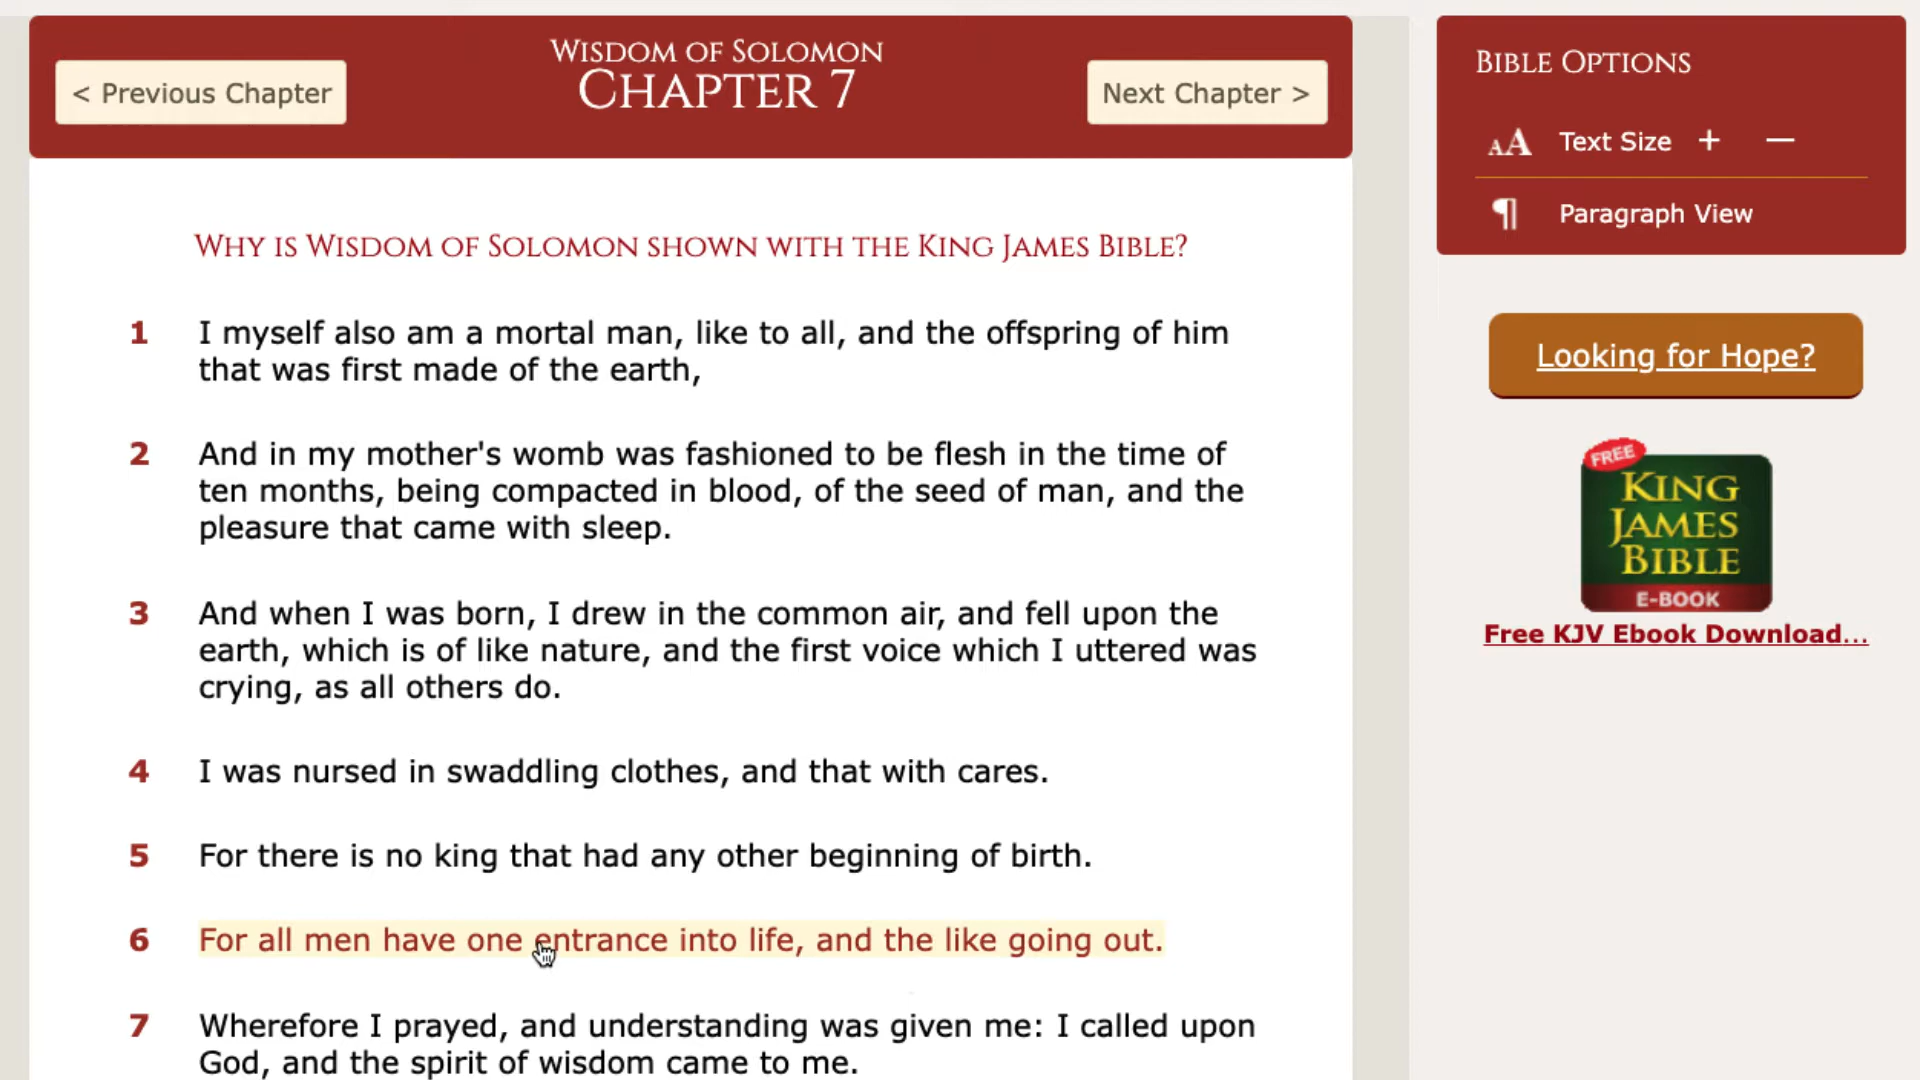 < Previous Chapter
WISDOM OF SOLOMON
CHAPTER 7
Next Chapter >
WHY IS WISDOM OF SOLOMON SHOWN WITH THE KING JAMES BIBLE?
1 I myself also am a mortal man, like to all, and the offspring of him
that was first made of the earth,
2 And in my mother's womb was fashioned to be flesh in the time of
ten months, being compacted in blood, of the seed of man, and the
pleasure that came with sleep.
3 And when I was born, I drew in the common air, and fell upon the
earth, which is of like nature, and the first voice which I uttered was
crying, as all others do.
4 I was nursed in swaddling clothes, and that with cares.
5 For there is no king that had any other beginning of birth.
6 For all men have one entrance into life, and the like going out.
7 Wherefore I prayed, and understanding was given me: I called upon
God, and the spirit of wisdom came to me.
BIBLE OPTIONS
AA Text Size + —
¶ Paragraph View
Looking for Hope?
FREE
KING
JAMES
BIBLE
E-BOOK
Free KJV Ebook Download...